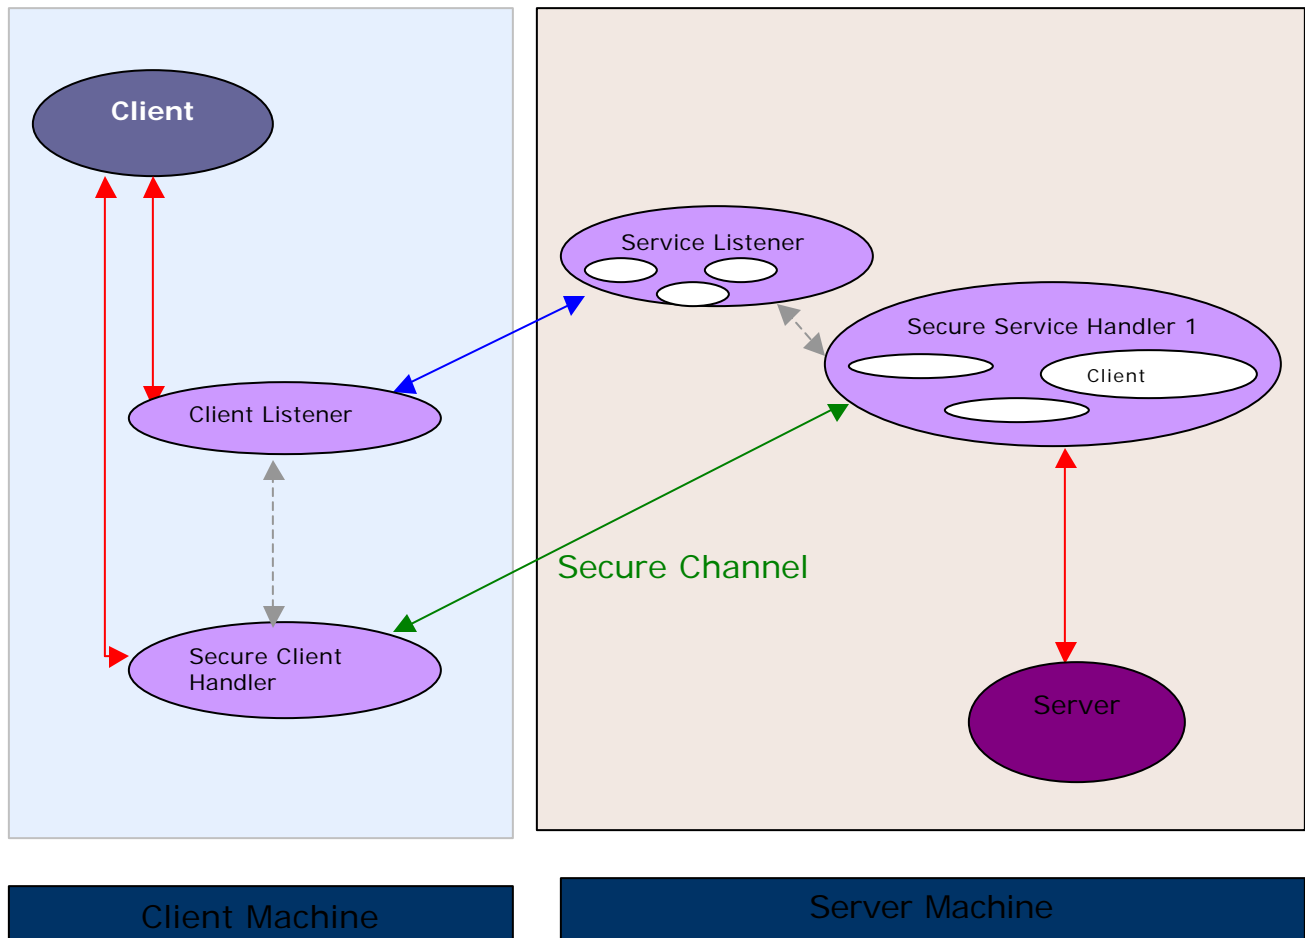 Client
Service Listener
Secure Service Handler 1
Client
Client Listener
Secure Channel
Secure Client
Handler
Server
Client Machine
Server Machine